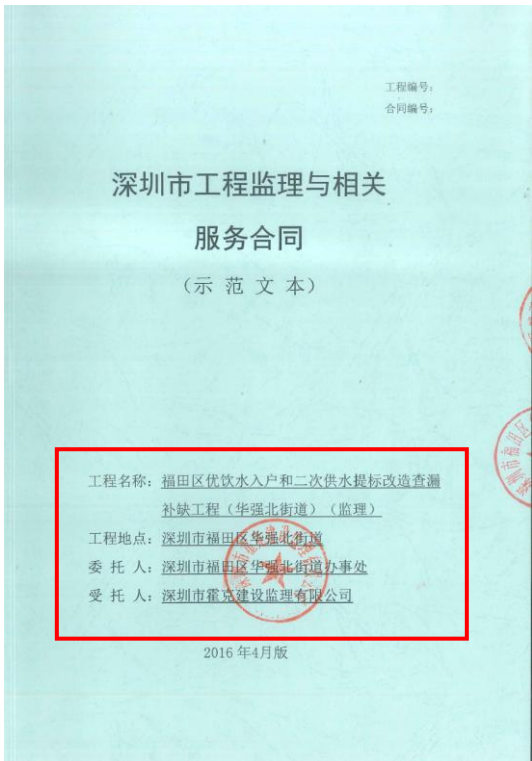 工程编号:
合同编号:
深圳市工程监理与相关
服务合同
(示 范 文 本)
工程名称:福田区优饮水入户和二次供水提标改造查漏
补缺工程(华强北街道)(监理)
工程地点:深圳市福田区华强北街道
委 托 人:深圳市福田区华强北街道办事处
受 托 人:深圳市霍克建设监理有限公司
2016 年4月版